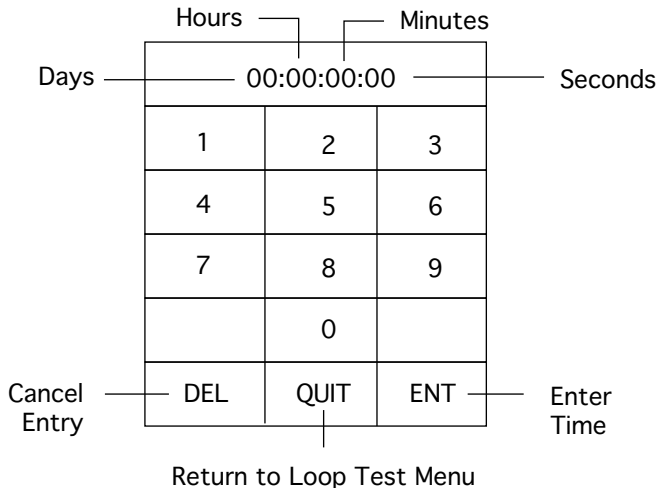 Hours Minutes
Days 00:00:00:00 Seconds
1 2 3
4 5 6
7 8 9
0
Cancel Entry DEL QUIT ENT Enter Time
Return to Loop Test Menu